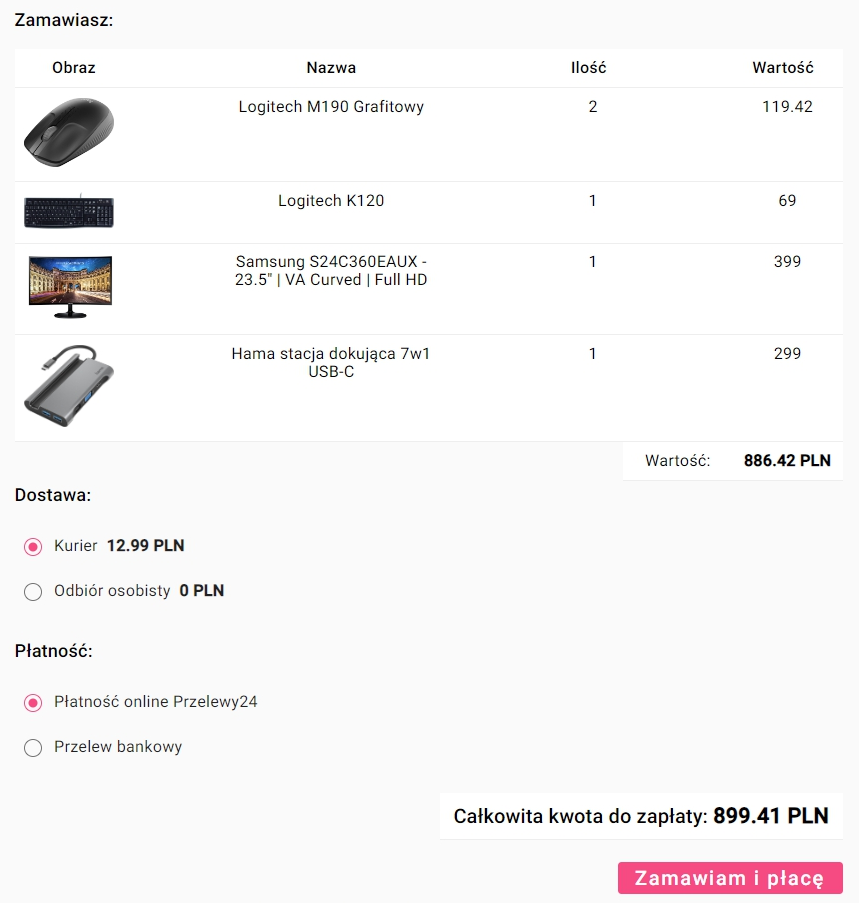 Zamawiasz:
Obraz Nazwa Ilość Wartość
Logitech M190 Grafitowy 2 119.42
Logitech K120 1 69
Samsung S24C360EAUX - 1 399
23.5" | VA Curved | Full HD
Hama stacja dokująca 7w1 1 299
USB-C
Wartość: 886.42 PLN
Dostawa:
Kurier 12.99 PLN
Odbiór osobisty 0 PLN
Płatność:
Płatność online Przelewy24
Przelew bankowy
Całkowita kwota do zapłaty: 899.41 PLN
Zamawiam i płacę